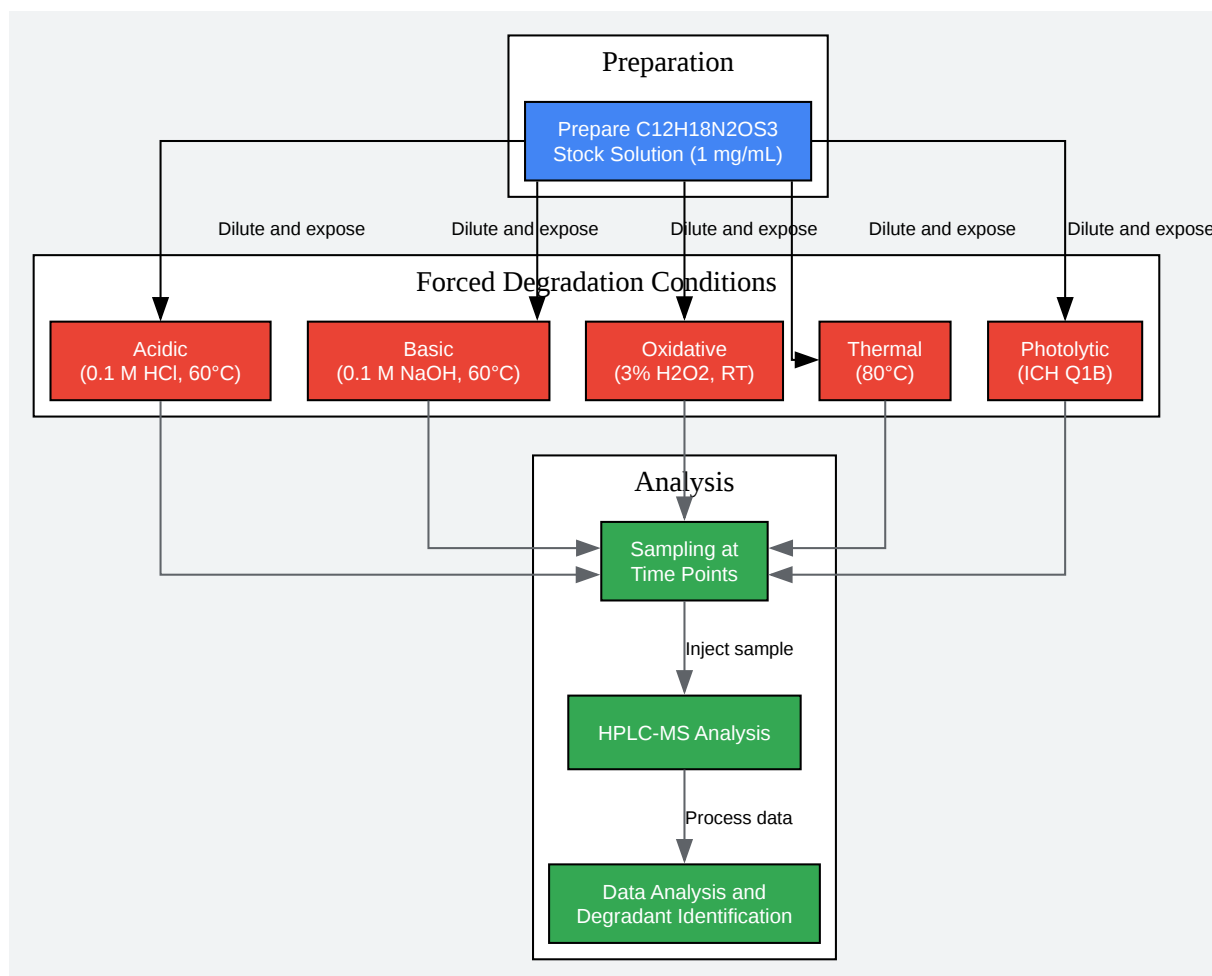 Preparation
Prepare C12H18N2OS3
Stock Solution (1 mg/mL)
Dilute and expose
Dilute and expose
Dilute and expose
Dilute and expose
Dilute and expose
Forced Degradation Conditions
Acidic
(0.1 M HCl, 60°C)
Basic
(0.1 M NaOH, 60°C)
Oxidative
(3% H2O2, RT)
Thermal
(80°C)
Photolytic
(ICH Q1B)
Analysis
Sampling at
Time Points
Inject sample
HPLC-MS Analysis
Process data
Data Analysis and
Degradant Identification